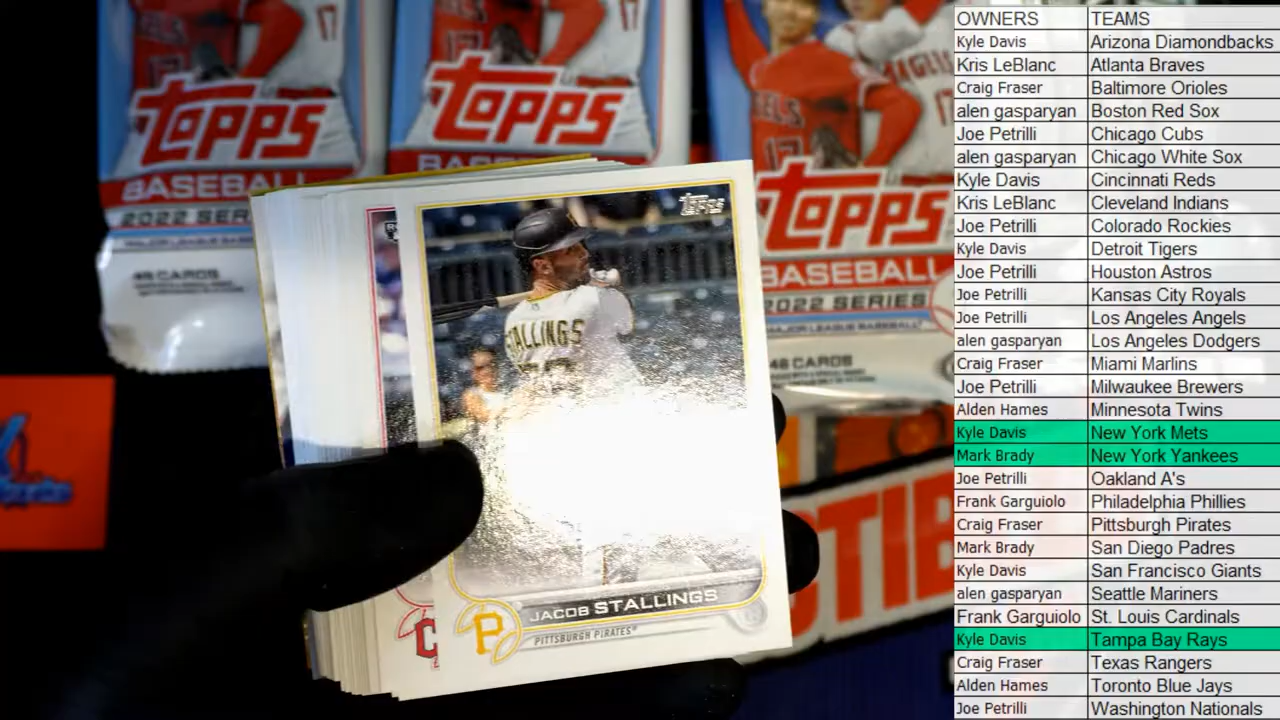 17
TOPPS
BASEBALL
2022 SER
48 CARDS
17
TOPPS
BASEB
ANGELS
17
TOPPS
BASEBALL
2022 SERIES
MAJOR LEAGUE BASEBALL
48 CARDS
TOPPS
STALLINGS
JACOB STALLINGS
PITTSBURGH PIRATES
P
C
CTIB
OWNERS TEAMS
Kyle Davis Arizona Diamondbacks
Kris LeBlanc Atlanta Braves
Craig Fraser Baltimore Orioles
alen gasparyan Boston Red Sox
Joe Petrilli Chicago Cubs
alen gasparyan Chicago White Sox
Kyle Davis Cincinnati Reds
Kris LeBlanc Cleveland Indians
Joe Petrilli Colorado Rockies
Kyle Davis Detroit Tigers
Joe Petrilli Houston Astros
Joe Petrilli Kansas City Royals
Joe Petrilli Los Angeles Angels
alen gasparyan Los Angeles Dodgers
Craig Fraser Miami Marlins
Joe Petrilli Milwaukee Brewers
Alden Hames Minnesota Twins
Kyle Davis New York Mets
Mark Brady New York Yankees
Joe Petrilli Oakland A's
Frank Garguiolo Philadelphia Phillies
Craig Fraser Pittsburgh Pirates
Mark Brady San Diego Padres
Kyle Davis San Francisco Giants
alen gasparyan Seattle Mariners
Frank Garguiolo St. Louis Cardinals
Kyle Davis Tampa Bay Rays
Craig Fraser Texas Rangers
Alden Hames Toronto Blue Jays
Joe Petrilli Washington Nationals